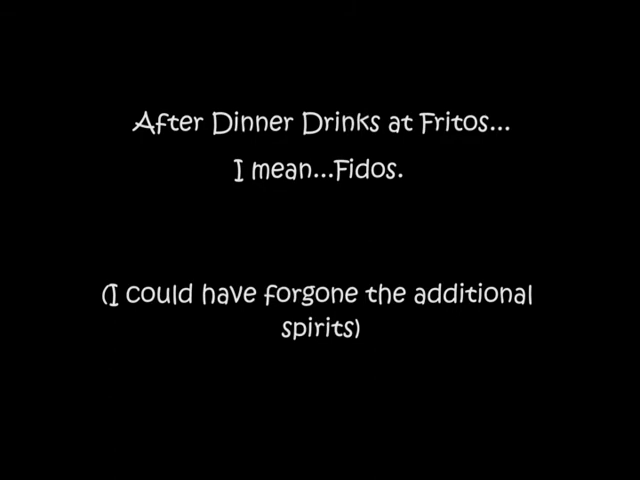 After Dinner Drinks at Fritos...
I mean...Fidos.
(I could have forgone the additional
spirits)